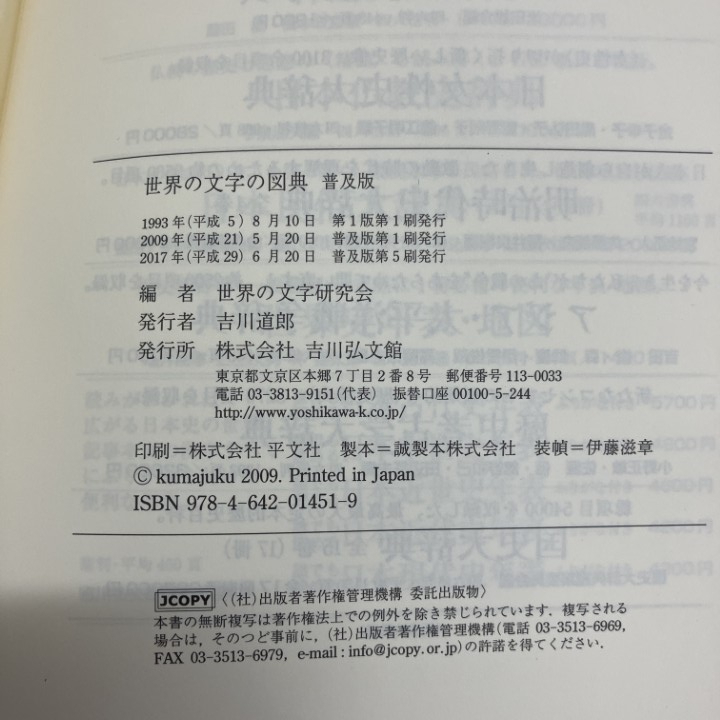 世界の文字の図典 普及版
1993年(平成 5) 8 月 10 日 第1版第1刷発行
2009年(平成21) 5 月 20 日 普及版第1刷発行
2017年(平成29) 6 月 20 日 普及版第5刷発行
編 者 世界の文字研究会
発行者 吉川道郎
発行所 株式会社 吉川弘文館
東京都文京区本郷7丁目2番8号 郵便番号 113-0033
電話 03-3813-9151(代表) 振替口座 00100-5-244
http://www.yoshikawa-k.co.jp/
印刷=株式会社 平文社 製本=誠製本株式会社 装幀=伊藤滋章
© kumajuku 2009. Printed in Japan
ISBN 978-4-642-01451-9
JCOPY 〈(社)出版者著作権管理機構 委託出版物〉
本書の無断複写は著作権法上での例外を除き禁じられています. 複写される
場合は, そのつど事前に, (社)出版者著作権管理機構(電話 03-3513-6969,
FAX 03-3513-6979, e-mail : info@jcopy.or.jp)の許諾を得てください.